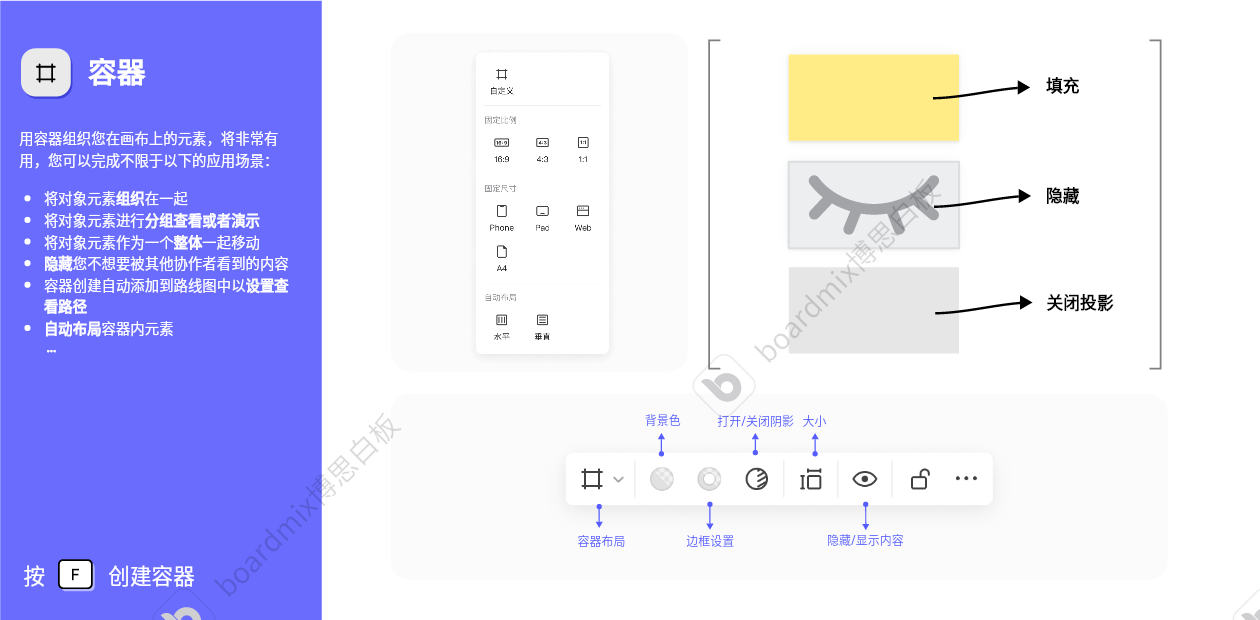 容器
用容器组织您在画布上的元素，将非常有
用，您可以完成不限于以下的应用场景：
将对象元素组织在一起
将对象元素进行分组查看或者演示
将对象元素作为一个整体一起移动
隐藏您不想要被其他协作者看到的内容
容器创建自动添加到路线图中以设置查
看路径
自动布局容器内元素
...
按 F 创建容器
自定义
固定比例
16:9 4:3 1:1
16:9 4:3 1:1
固定尺寸
Phone Pad Web
A4
自动布局
水平 垂直
填充
隐藏
关闭投影
背景色 打开/关闭阴影 大小
容器布局 边框设置 隐藏/显示内容
boardmix博思白板
boardmix博思白板